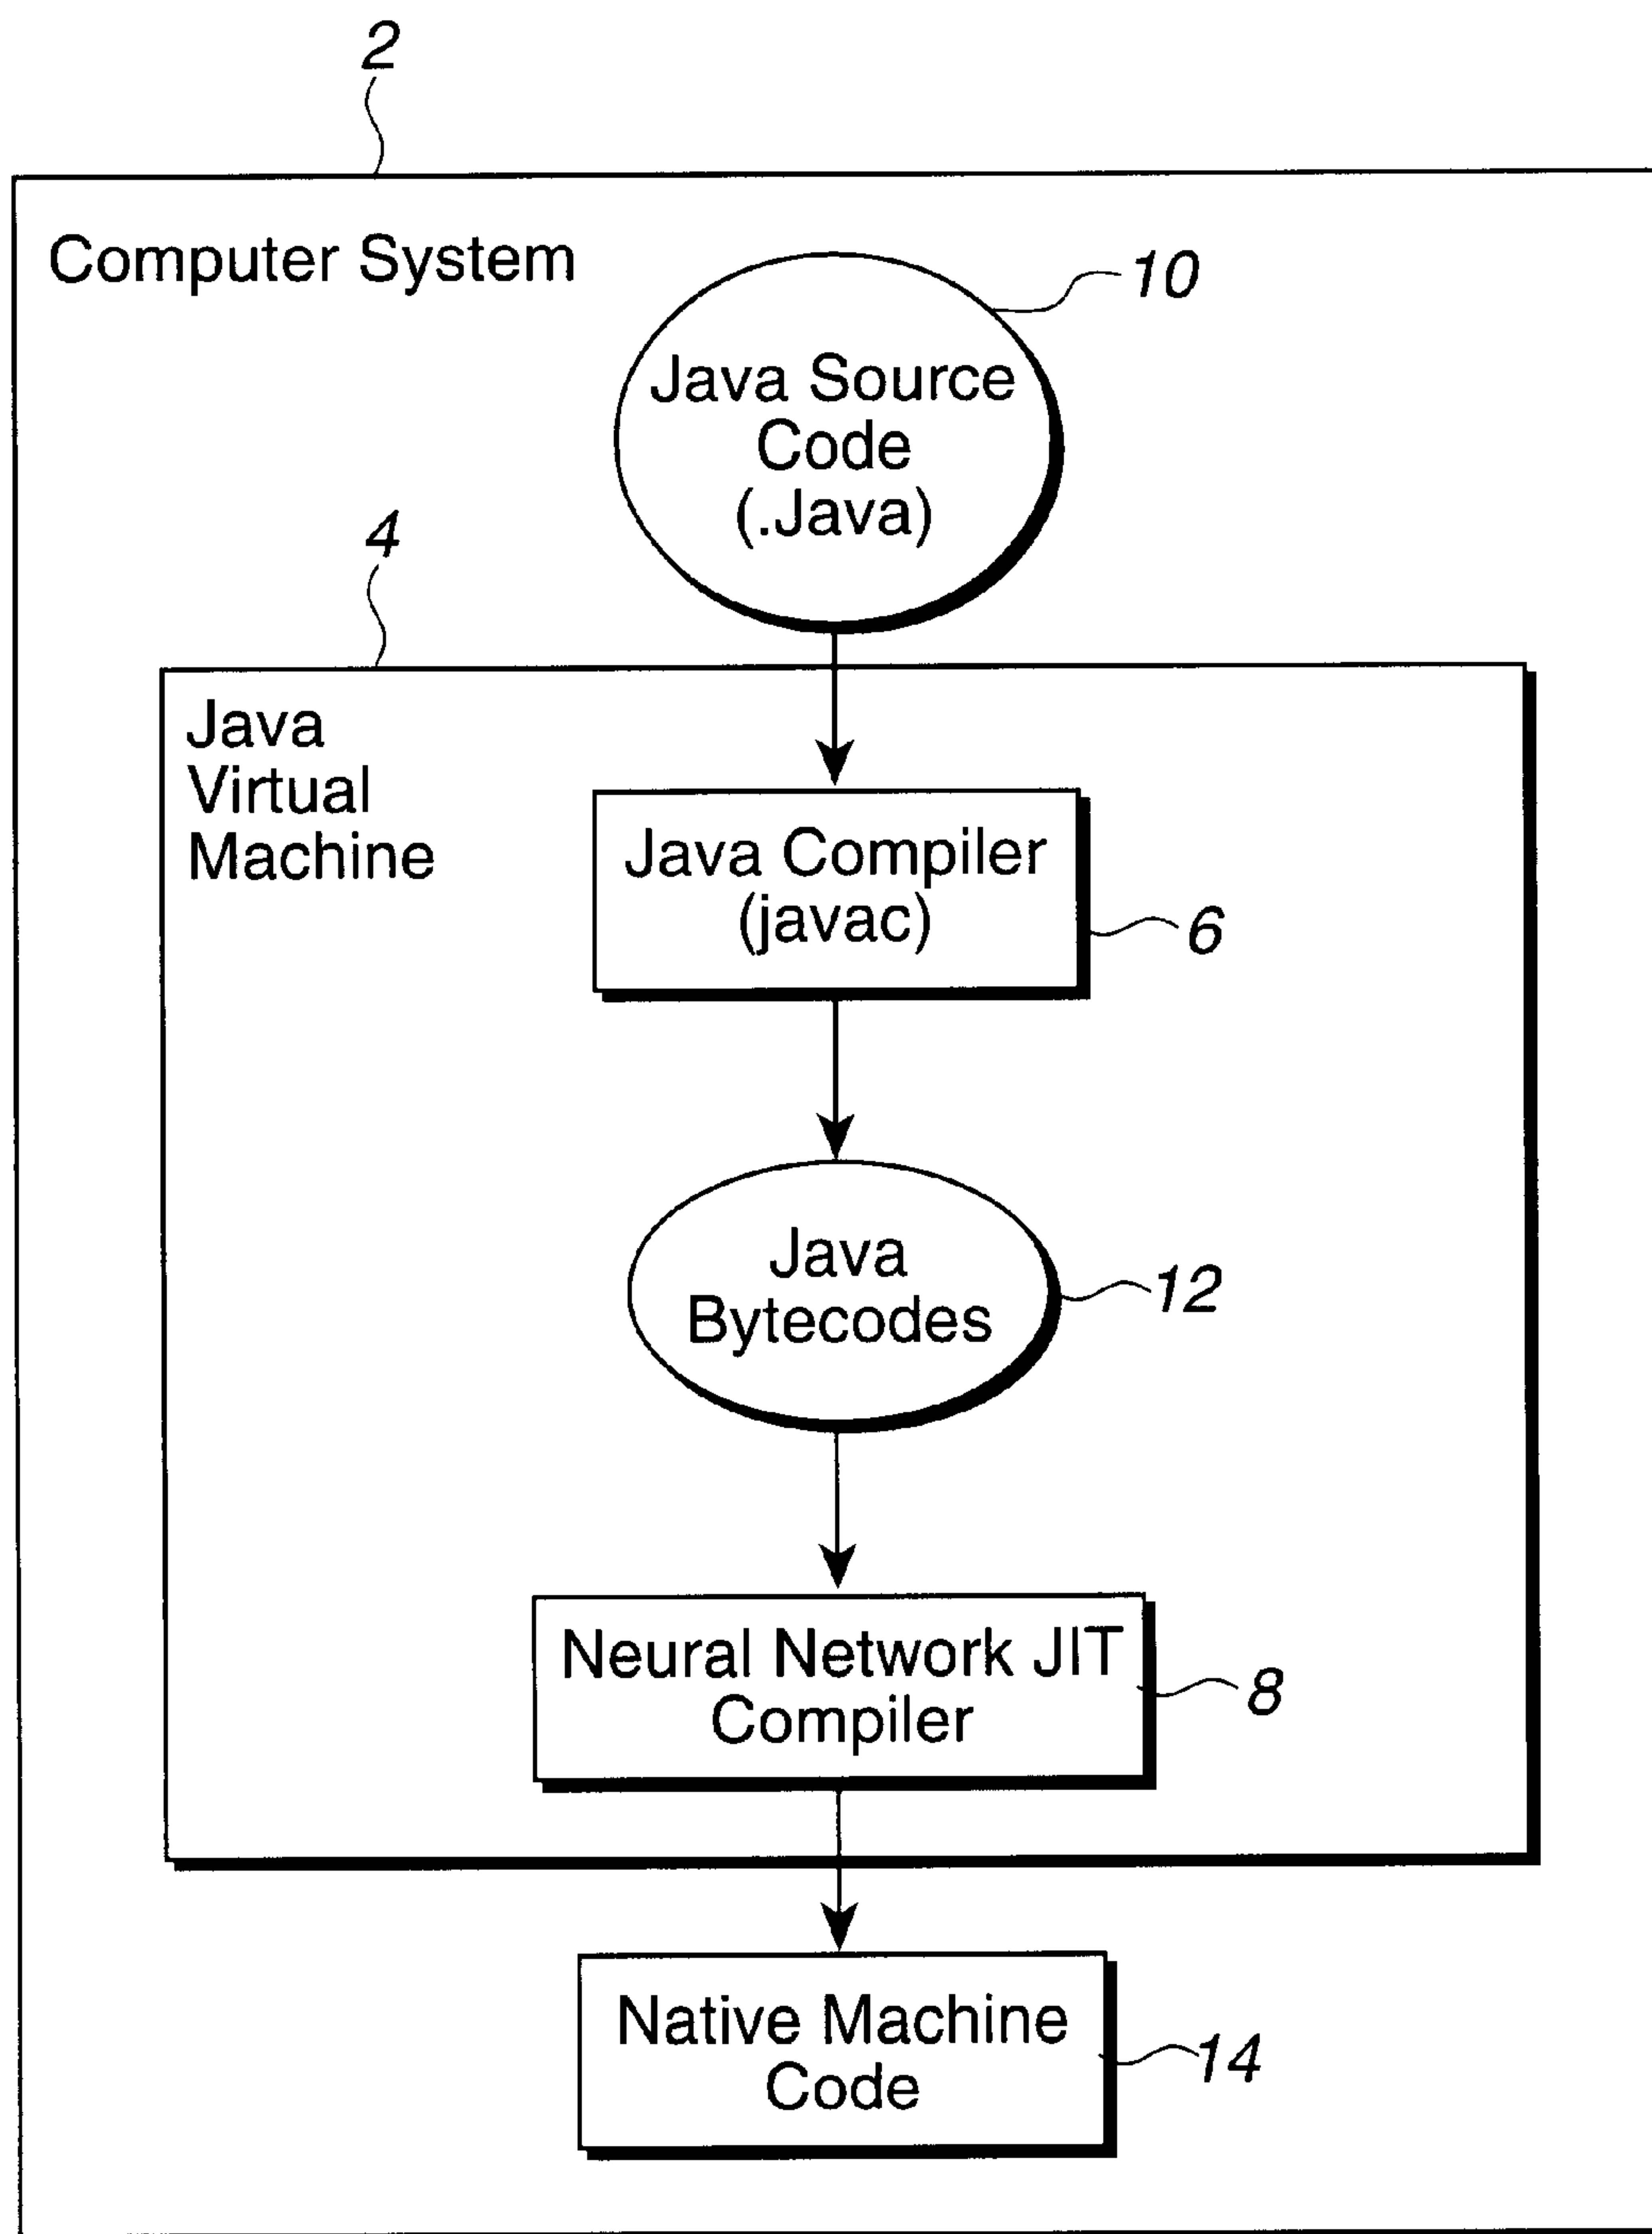 2
Computer System
10
Java Source
Code
(.Java)
4
Java
Virtual
Machine
Java Compiler
(javac)
6
Java
Bytecodes
12
Neural Network JIT
Compiler
8
Native Machine
Code
14